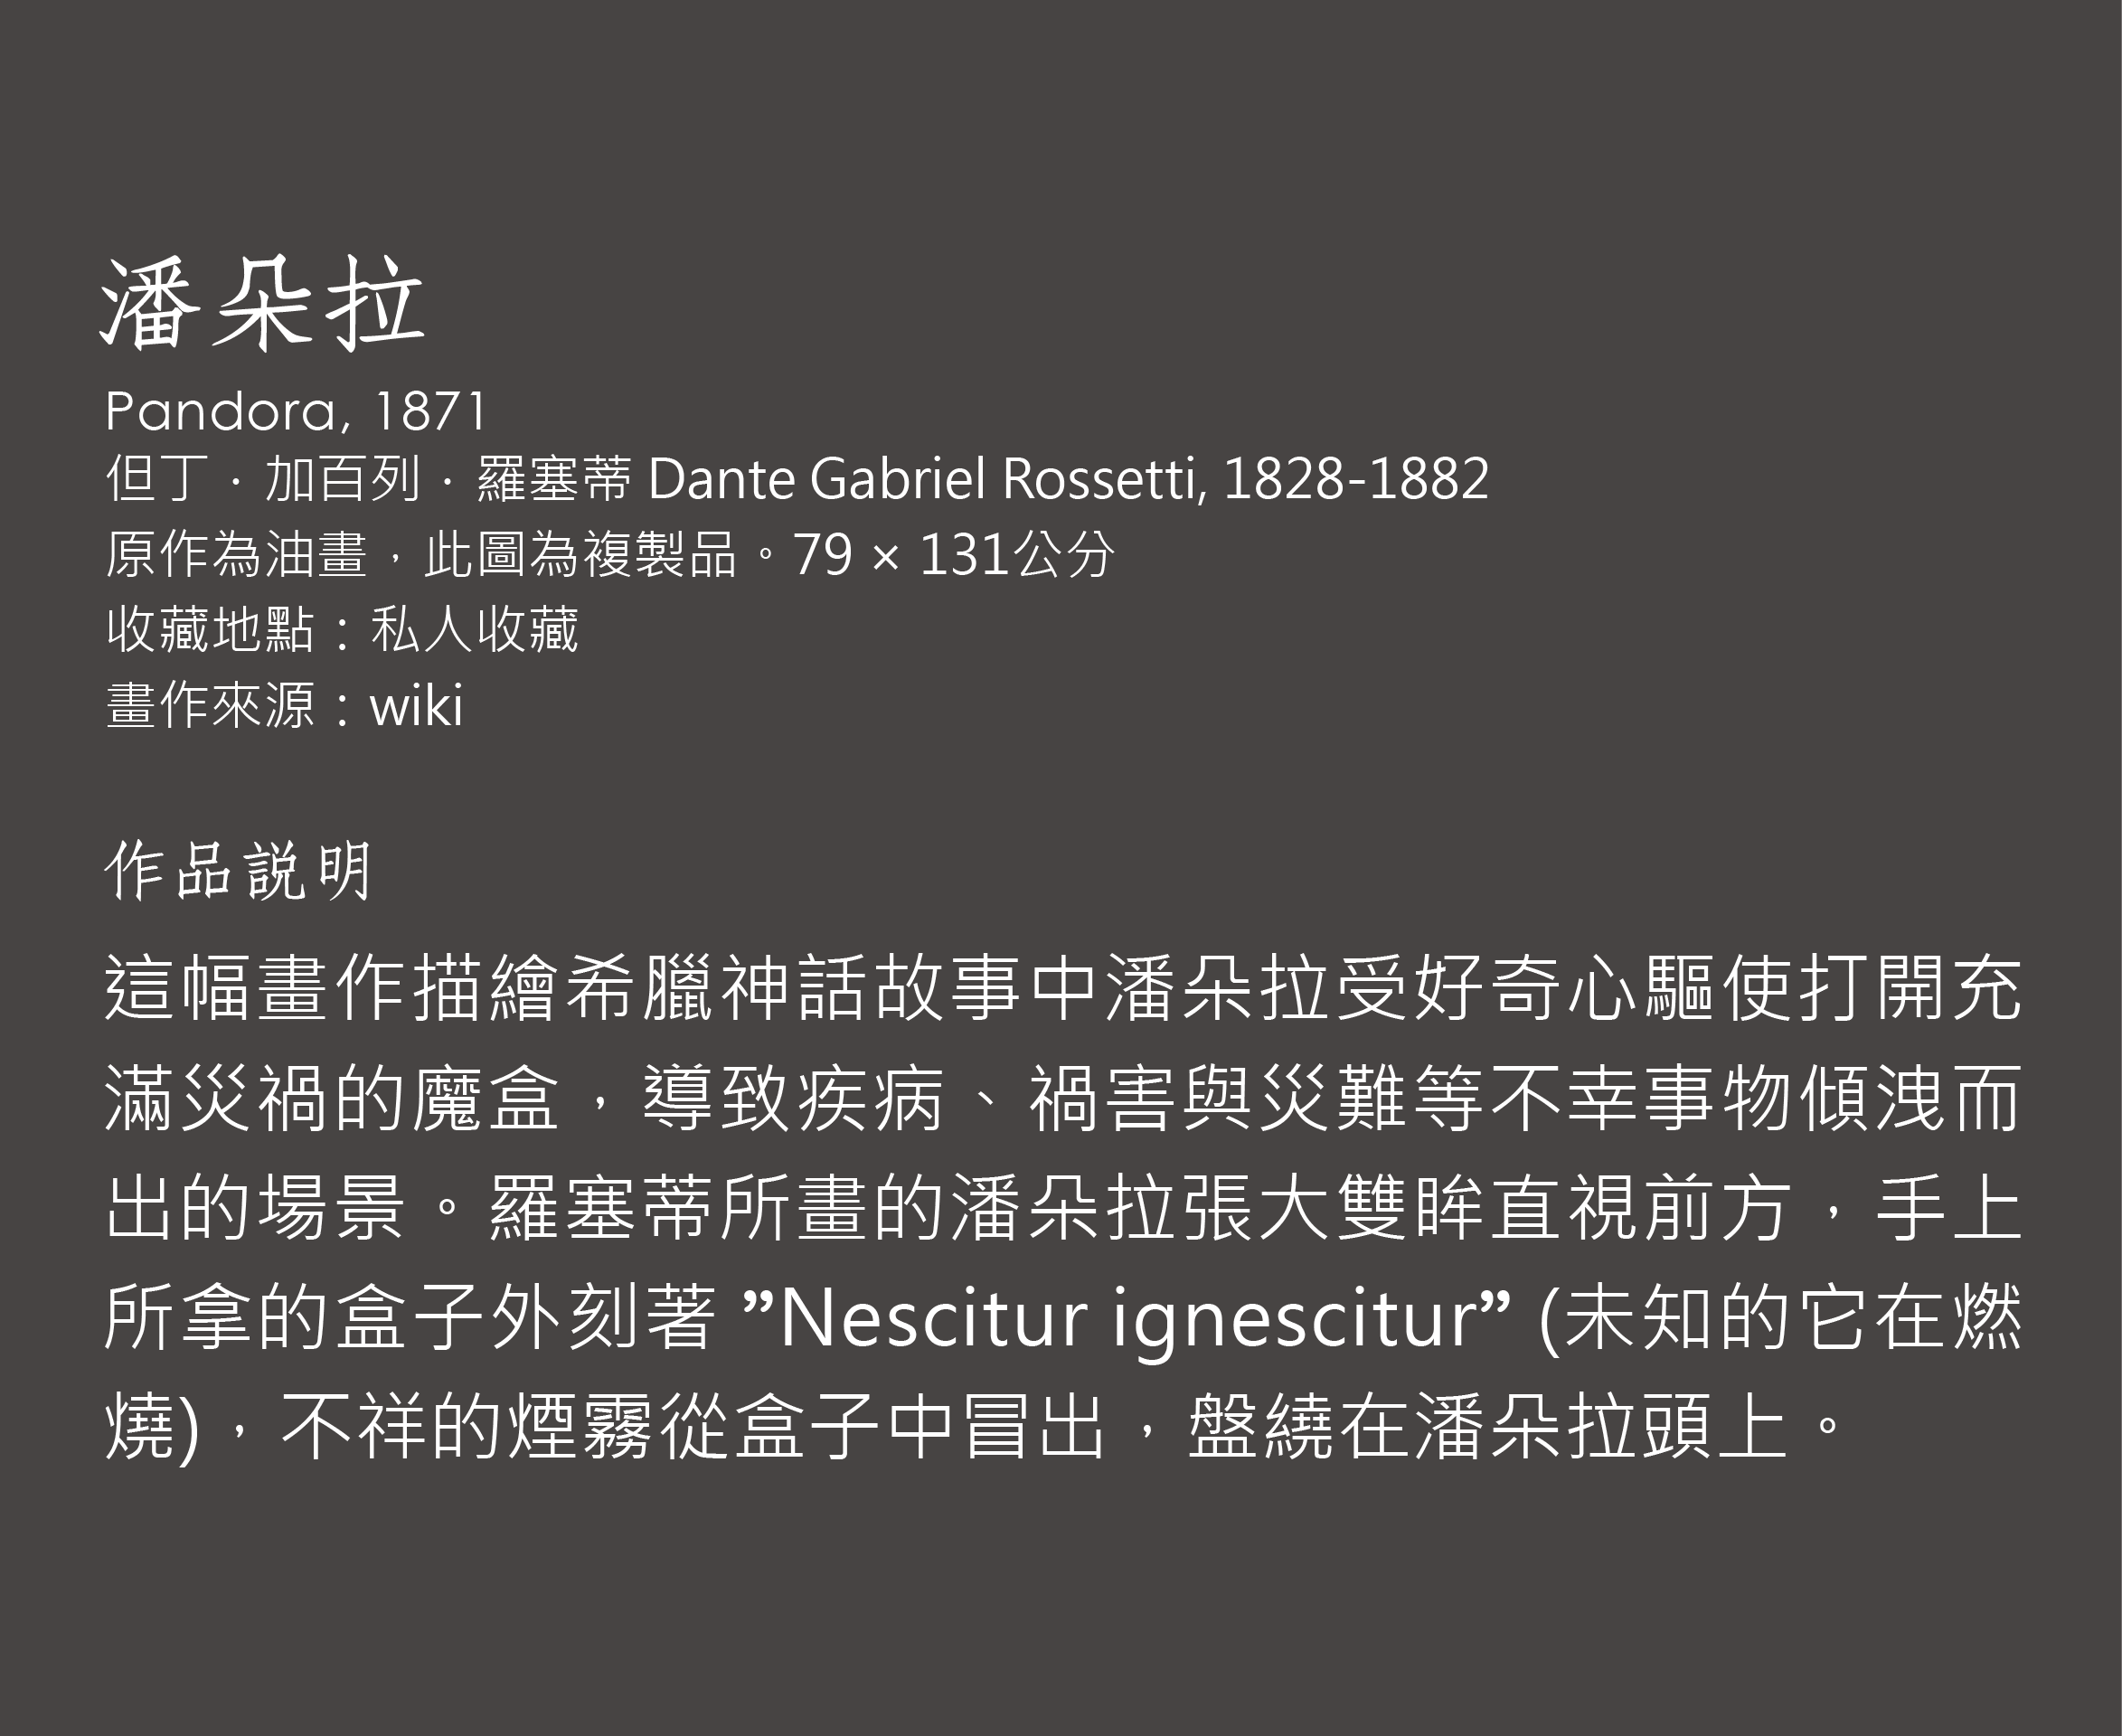 潘朵拉
Pandora, 1871
但丁．加百列．羅塞蒂 Dante Gabriel Rossetti, 1828-1882
原作為油畫，此圖為複製品。79 × 131公分
收藏地點：私人收藏
畫作來源：wiki
作品說明
這幅畫作描繪希臘神話故事中潘朵拉受好奇心驅使打開充
滿災禍的魔盒，導致疾病、禍害與災難等不幸事物傾洩而
出的場景。羅塞蒂所畫的潘朵拉張大雙眸直視前方，手上
所拿的盒子外刻著 ”Nescitur ignescitur” (未知的它在燃
燒)，不祥的煙霧從盒子中冒出，盤繞在潘朵拉頭上。